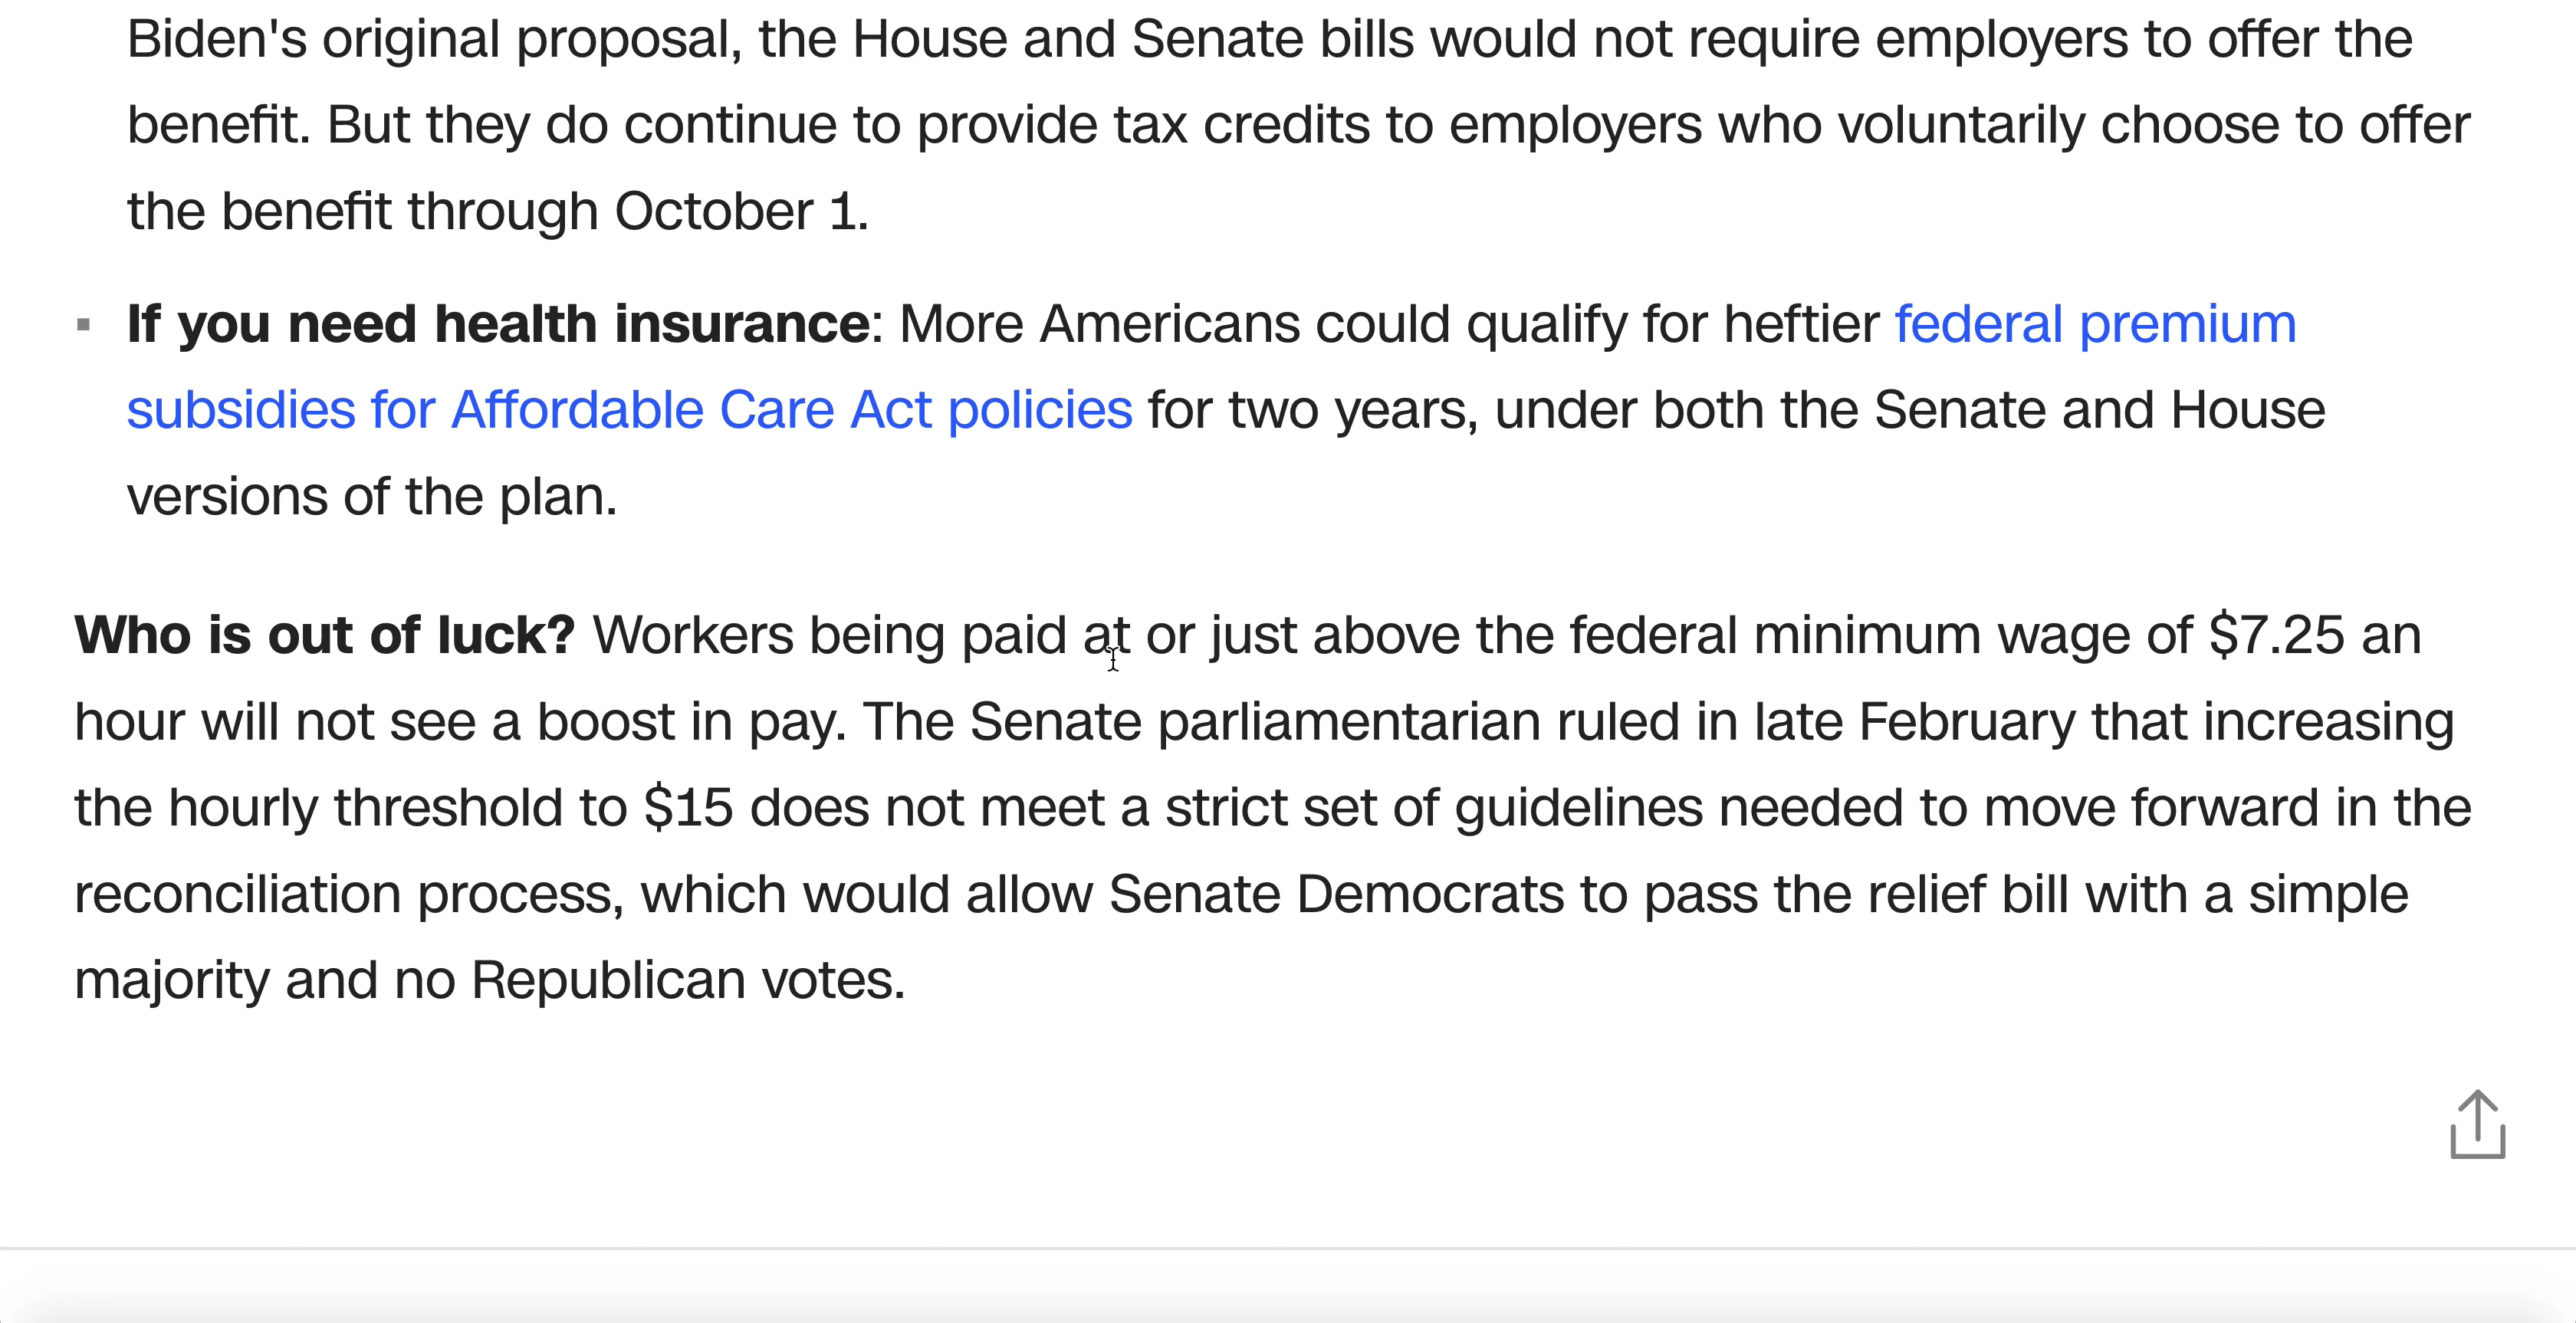 Biden's original proposal, the House and Senate bills would not require employers to offer the
benefit. But they do continue to provide tax credits to employers who voluntarily choose to offer
the benefit through October 1.
If you need health insurance: More Americans could qualify for heftier federal premium
subsidies for Affordable Care Act policies for two years, under both the Senate and House
versions of the plan.
Who is out of luck? Workers being paid at or just above the federal minimum wage of $7.25 an
hour will not see a boost in pay. The Senate parliamentarian ruled in late February that increasing
the hourly threshold to $15 does not meet a strict set of guidelines needed to move forward in the
reconciliation process, which would allow Senate Democrats to pass the relief bill with a simple
majority and no Republican votes.